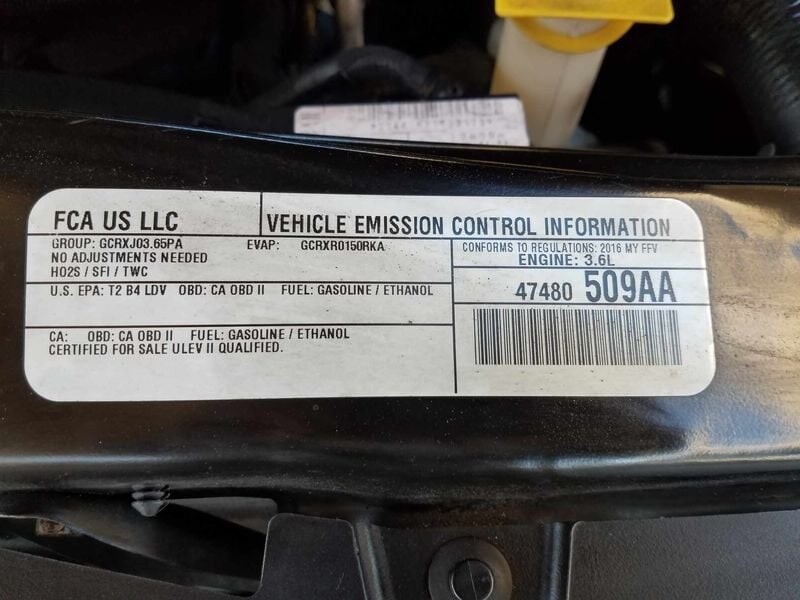 FCA US LLC
VEHICLE EMISSION CONTROL INFORMATION
GROUP: GCRXJ03.65PA EVAP: GCRXR0150RKA
NO ADJUSTMENTS NEEDED
HO2S / SFI / TWC
CONFORMS TO REGULATIONS: 2016 MY FFV
ENGINE: 3.6L
U.S. EPA: T2 B4 LDV OBD: CA OBD II FUEL: GASOLINE / ETHANOL
47480 509AA
CA: OBD: CA OBD II FUEL: GASOLINE / ETHANOL
CERTIFIED FOR SALE ULEV II QUALIFIED.